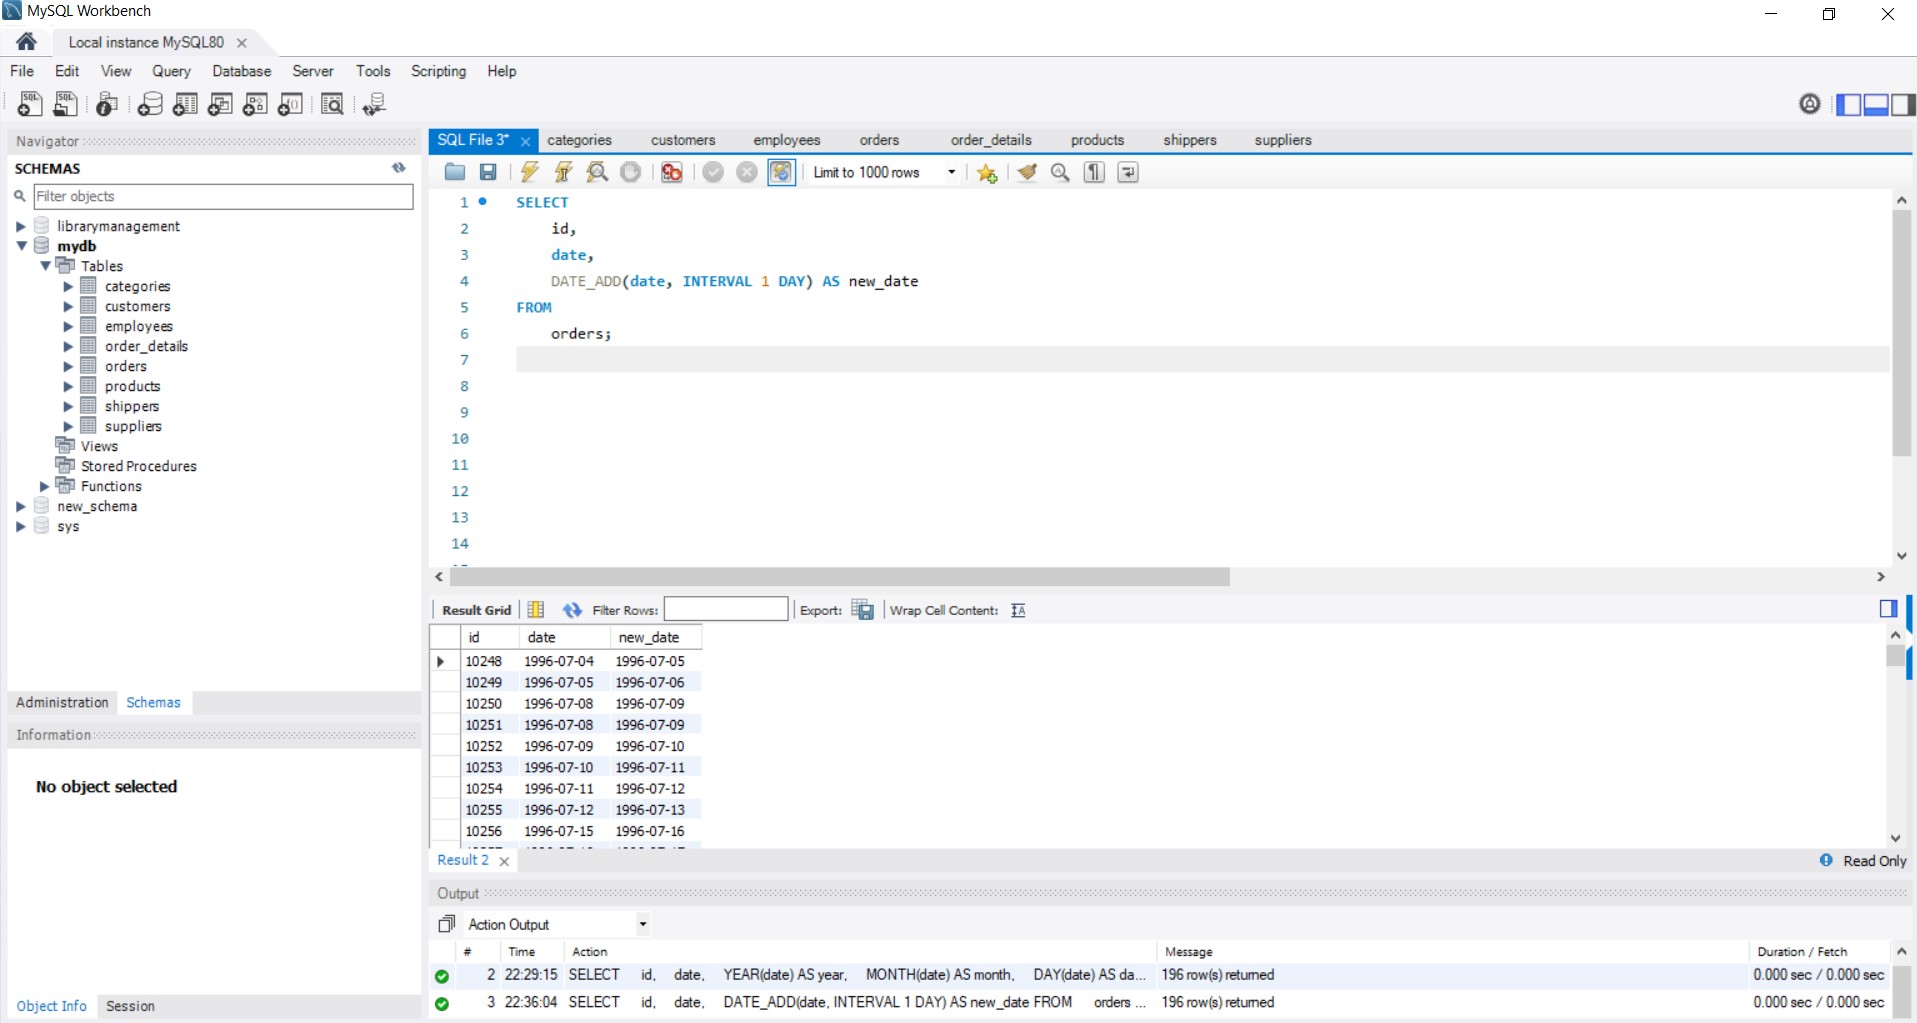 MySQL Workbench
Local instance MySQL80
File Edit View Query Database Server Tools Scripting Help
Navigator
SCHEMAS
Filter objects
librarymanagement
mydb
Tables
categories
customers
employees
order_details
orders
products
shippers
suppliers
Views
Stored Procedures
Functions
new_schema
sys
Administration Schemas
Information
No object selected
Object Info Session
SQL File 3* categories customers employees orders order_details products shippers suppliers
Limit to 1000 rows
1 SELECT
2 id,
3 date,
4 DATE_ADD(date, INTERVAL 1 DAY) AS new_date
5 FROM
6 orders;
7
8
9
10
11
12
13
14
Result Grid Filter Rows: Export: Wrap Cell Content:
id date new_date
10248 1996-07-04 1996-07-05
10249 1996-07-05 1996-07-06
10250 1996-07-08 1996-07-09
10251 1996-07-08 1996-07-09
10252 1996-07-09 1996-07-10
10253 1996-07-10 1996-07-11
10254 1996-07-11 1996-07-12
10255 1996-07-12 1996-07-13
10256 1996-07-15 1996-07-16
Result 2 Read Only
Output
Action Output
# Time Action Message Duration / Fetch
2 22:29:15 SELECT id, date, YEAR(date) AS year, MONTH(date) AS month, DAY(date) AS da... 196 row(s) returned 0.000 sec / 0.000 sec
3 22:36:04 SELECT id, date, DATE_ADD(date, INTERVAL 1 DAY) AS new_date FROM orders ... 196 row(s) returned 0.000 sec / 0.000 sec